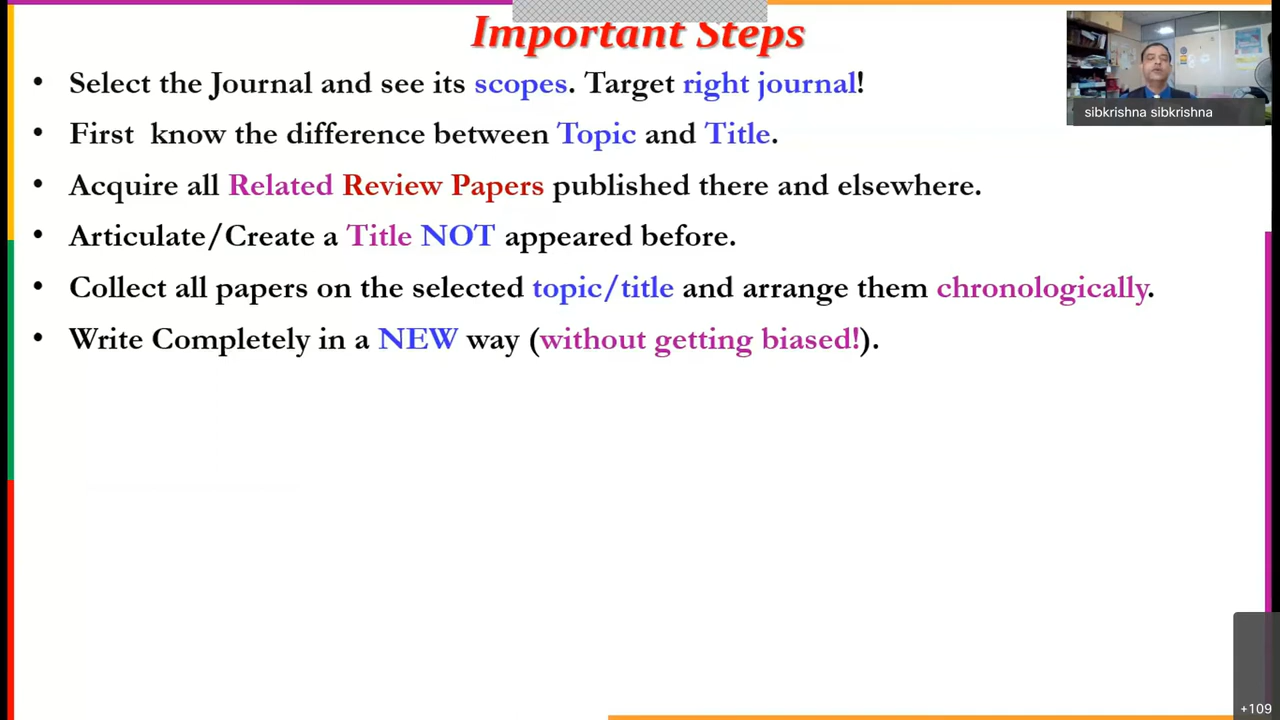 Important Steps
• Select the Journal and see its scopes. Target right journal!
sibkrishna sibkrishna
• First know the difference between Topic and Title.
• Acquire all Related Review Papers published there and elsewhere.
• Articulate/Create a Title NOT appeared before.
• Collect all papers on the selected topic/title and arrange them chronologically.
• Write Completely in a NEW way (without getting biased!).
+109